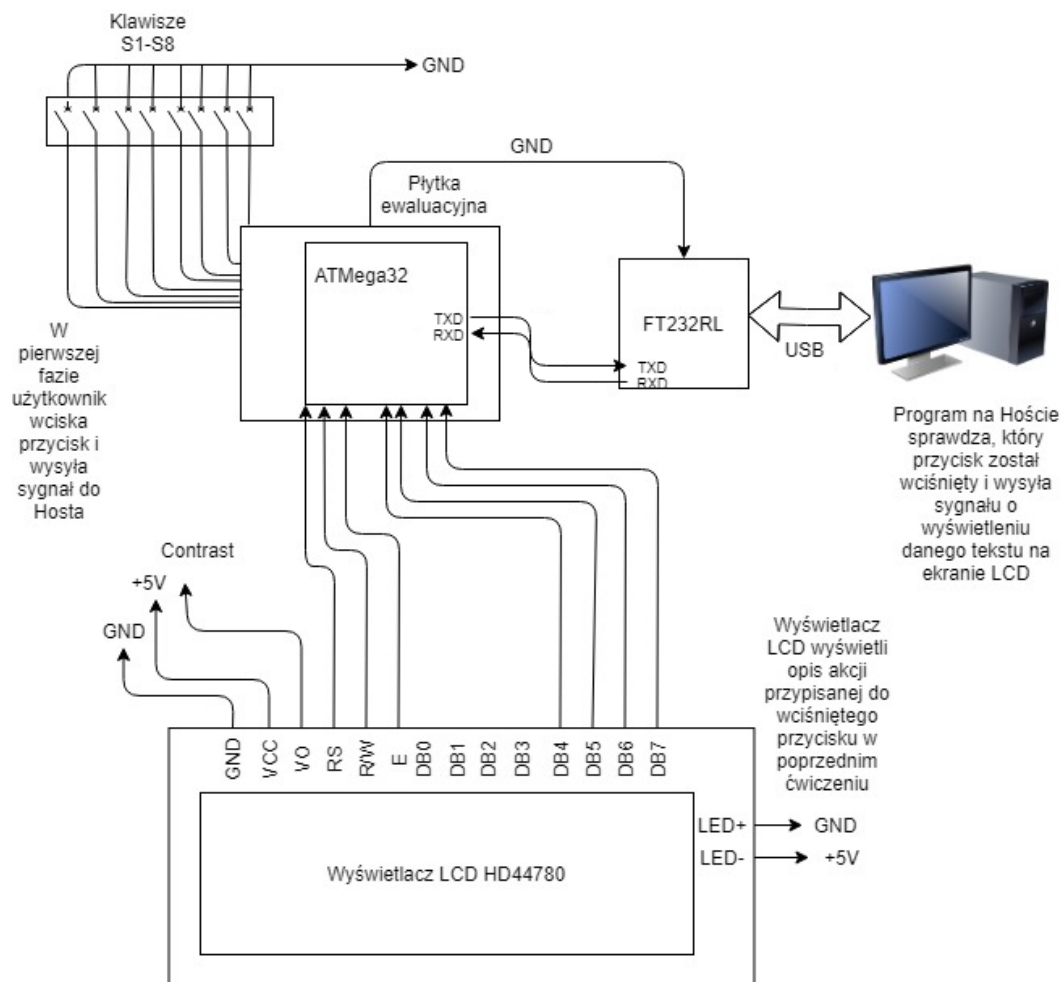 Klawisze
S1-S8
GND
GND
Płytka
ewaluacyjna
ATMega32
TXD
RXD
FT232RL
TXD
RXD
USB
W
pierwszej
fazie
użytkownik
wciska
przycisk i
wysyła
sygnał do
Hosta
Program na Hoście
sprawdza, który
przycisk został
wciśnięty i wysyła
sygnału o
wyświetleniu
danego tekstu na
ekranie LCD
Contrast
+5V
GND
Wyświetlacz
LCD wyświetli
opis akcji
przypisanej do
wciśniętego
przycisku w
poprzednim
ćwiczeniu
GND
VCC
VO
RS
R/W
E
DB0
DB1
DB2
DB3
DB4
DB5
DB6
DB7
LED+
GND
LED-
+5V
Wyświetlacz LCD HD44780